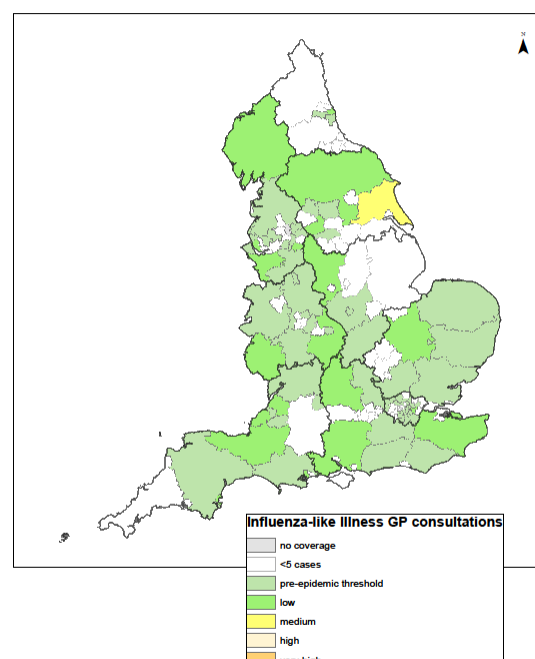 N
Influenza-like Illness GP consultations
no coverage
<5 cases
pre-epidemic threshold
low
medium
high